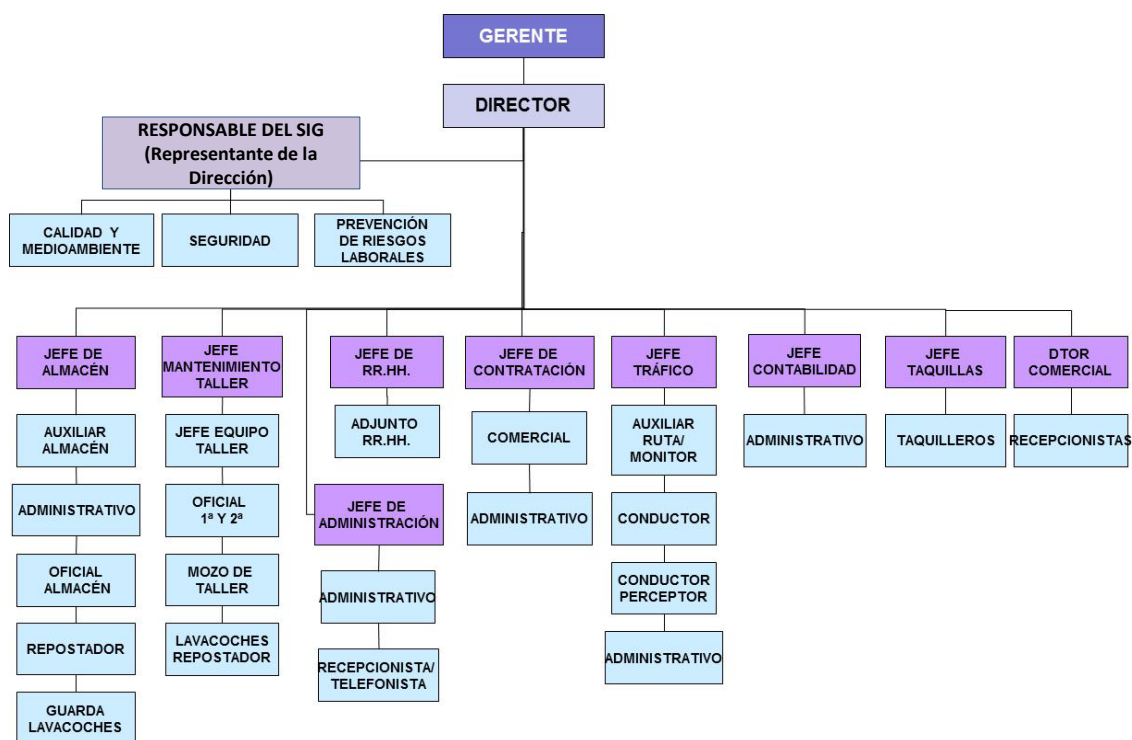 GERENTE
DIRECTOR
RESPONSABLE DEL SIG
(Representante de la
Dirección)
CALIDAD Y
MEDIOAMBIENTE
SEGURIDAD
PREVENCIÓN
DE RIESGOS
LABORALES
JEFE DE
ALMACÉN
AUXILIAR
ALMACÉN
ADMINISTRATIVO
OFICIAL
ALMACÉN
REPOSTADOR
GUARDA
LAVACOCHES
JEFE
MANTENIMIENTO
TALLER
JEFE EQUIPO
TALLER
OFICIAL
1ª Y 2ª
MOZO DE
TALLER
LAVACOCHES
REPOSTADOR
JEFE DE
RR.HH.
ADJUNTO
RR.HH.
JEFE DE
ADMINISTRACIÓN
ADMINISTRATIVO
RECEPCIONISTA/
TELEFONISTA
JEFE DE
CONTRATACIÓN
COMERCIAL
ADMINISTRATIVO
JEFE
TRÁFICO
AUXILIAR
RUTA/
MONITOR
CONDUCTOR
CONDUCTOR
PERCEPTOR
ADMINISTRATIVO
JEFE
CONTABILIDAD
ADMINISTRATIVO
JEFE
TAQUILLAS
TAQUILLEROS
DTOR
COMERCIAL
RECEPCIONISTAS